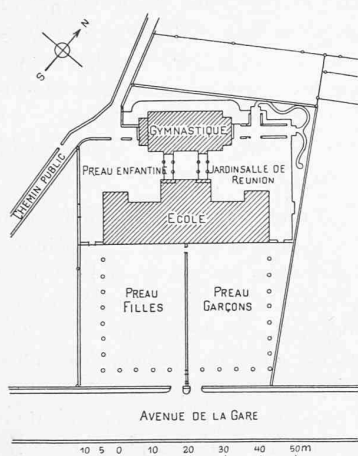 N
S
GYMNASTIQUE
CHEMIN PUBLIC
PREAU ENFANTINE
JARDIN SALLE DE
REUNION
ECOLE
PREAU
FILLES
PREAU
GARÇONS
AVENUE DE LA GARE
10 5 0 10 20 30 40 50m